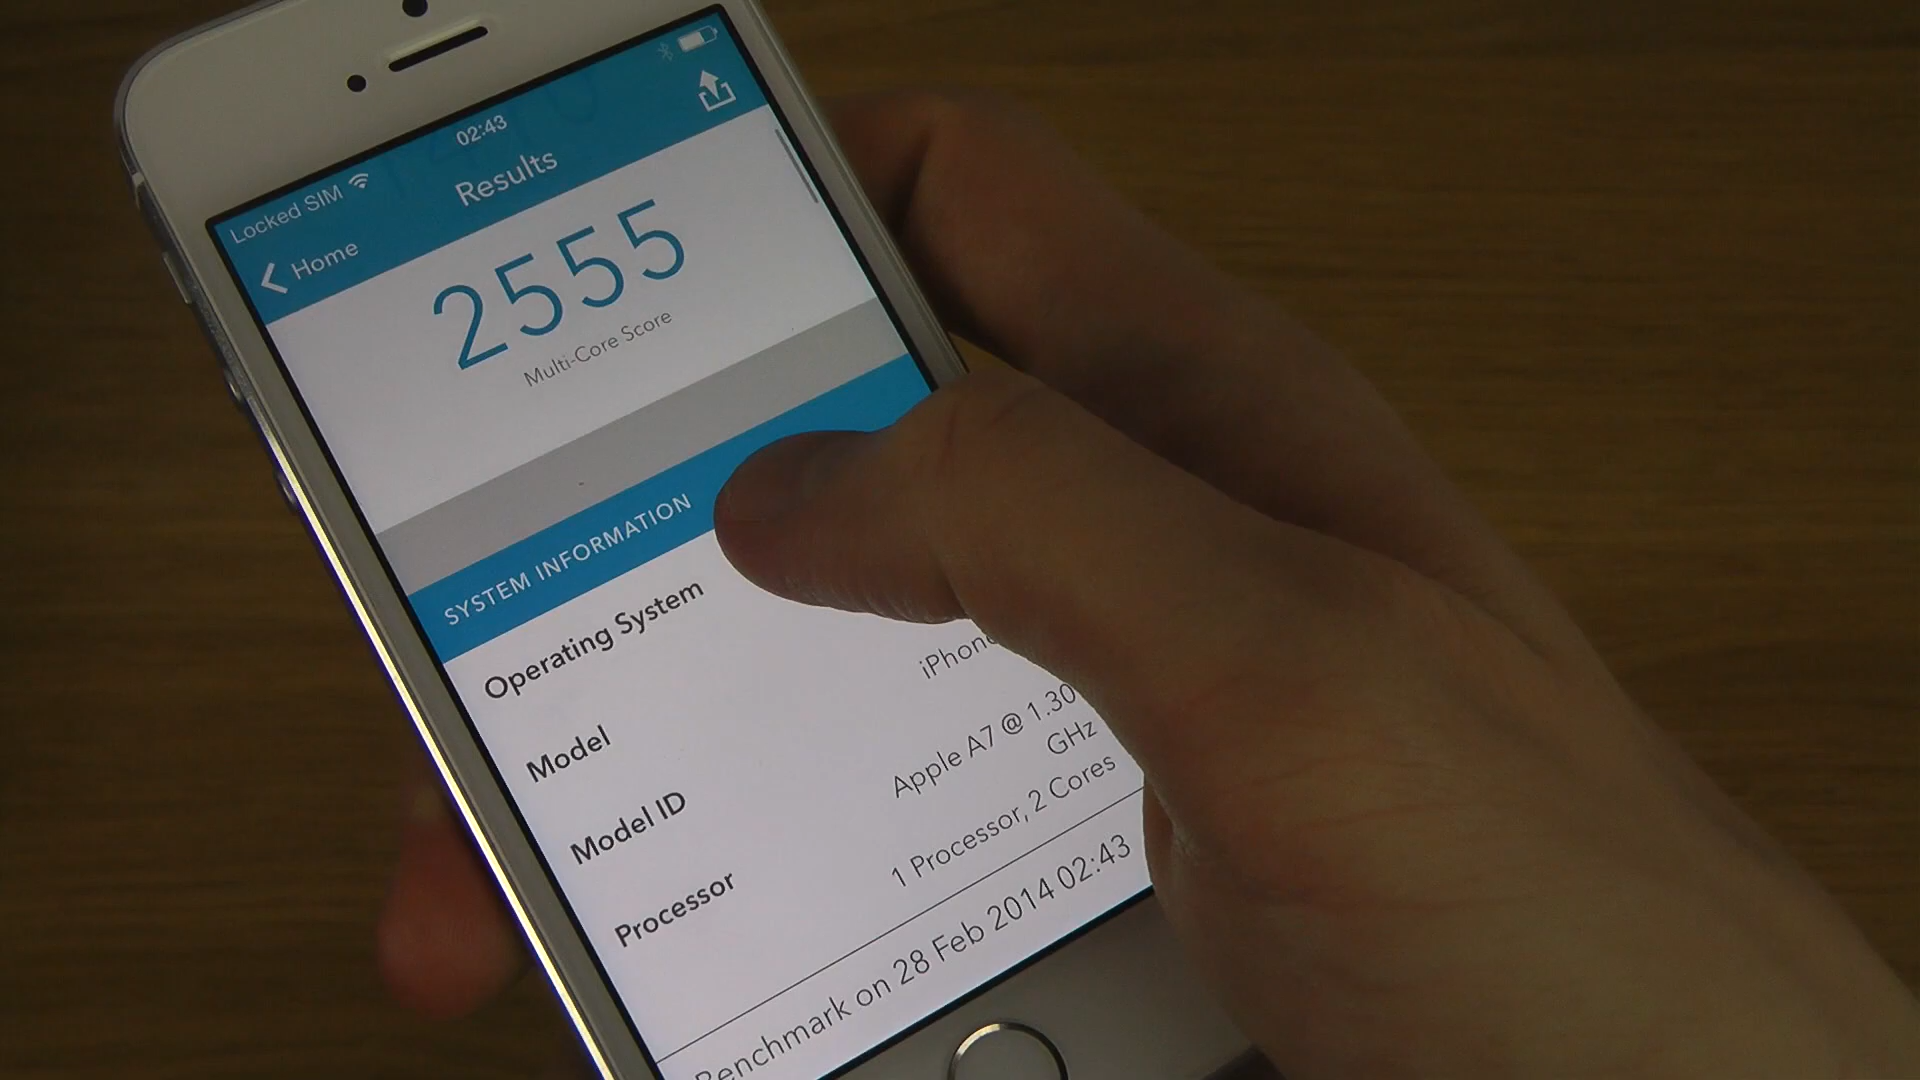 Locked SIM
02:43
Home
Results
2555
Multi-Core Score
SYSTEM INFORMATION
Operating System
Model
Model ID
iPhone
Processor
Apple A7 @ 1.30
GHz
1 Processor, 2 Cores
Benchmark on 28 Feb 2014 02:43